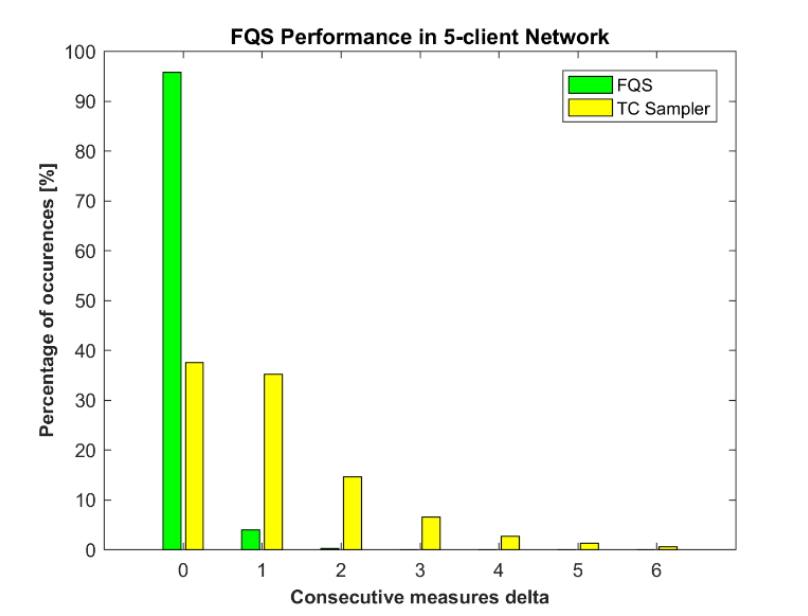 FQS Performance in 5-client Network
100
90
80
70
60
50
40
30
20
10
0
Percentage of occurences [%]
FQS
TC Sampler
0 1 2 3 4 5 6
Consecutive measures delta